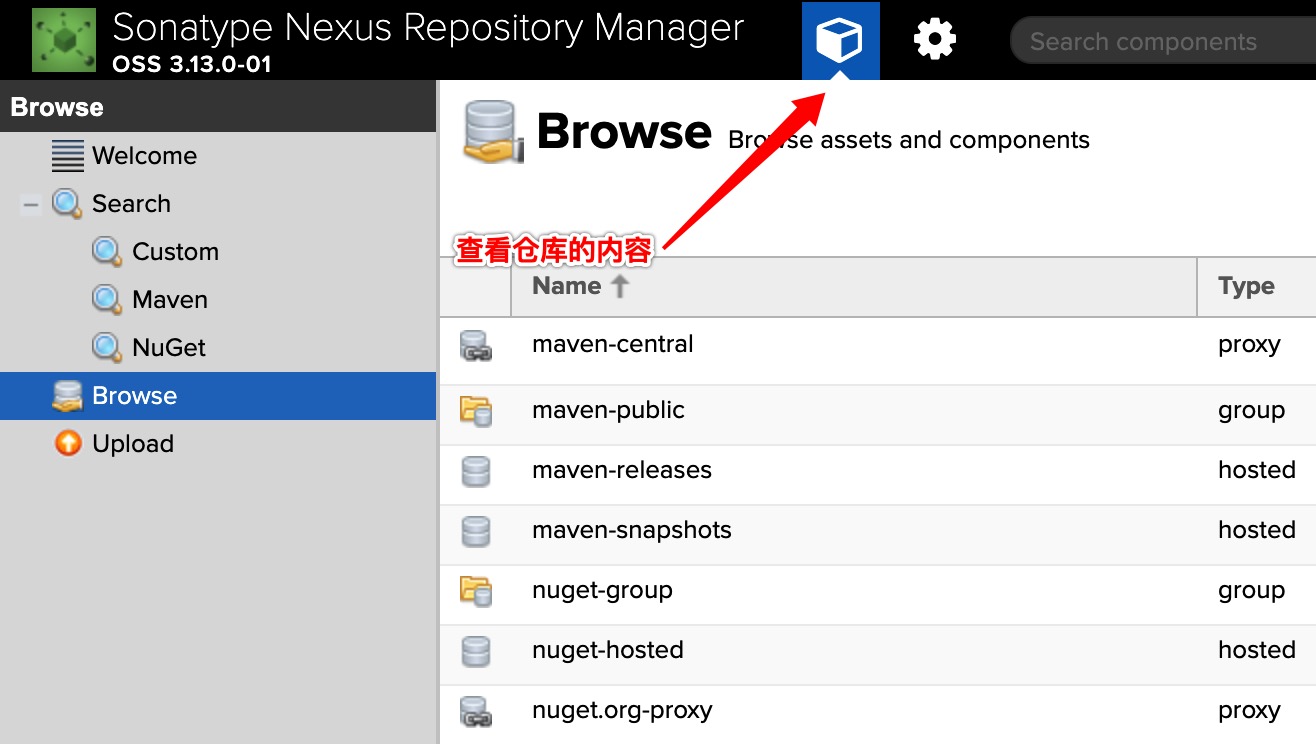 Sonatype Nexus Repository Manager
OSS 3.13.0-01
Search components
Browse
Welcome
Search
Custom
Maven
NuGet
Browse
Upload
Browse Browse assets and components
查看仓库的内容
Name Type
maven-central proxy
maven-public group
maven-releases hosted
maven-snapshots hosted
nuget-group group
nuget-hosted hosted
nuget.org-proxy proxy